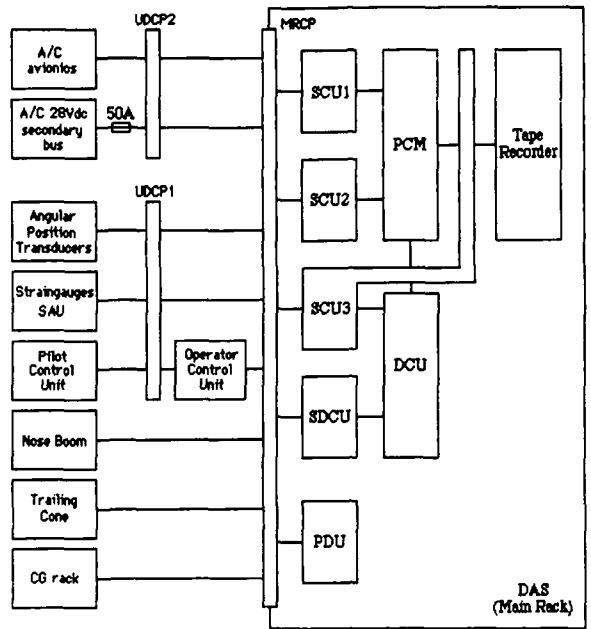 UDCP2
MRCP
A/C
avionics
A/C 28Vdc
secondary
bus
50A
UDCP1
Angular
Position
Transducers
Straingauges
SAU
Pilot
Control
Unit
Operator
Control
Unit
Nose Boom
Trailing
Cone
CG rack
SCU1
SCU2
SCU3
SDCU
PDU
PCM
DCU
Tape
Recorder
DAS
(Main Rack)